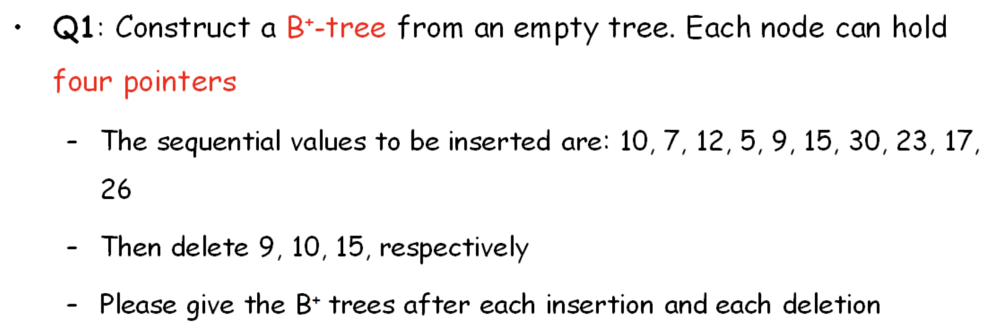 • Q1: Construct a B⁺-tree from an empty tree. Each node can hold
four pointers
- The sequential values to be inserted are: 10, 7, 12, 5, 9, 15, 30, 23, 17,
26
- Then delete 9, 10, 15, respectively
- Please give the B⁺ trees after each insertion and each deletion